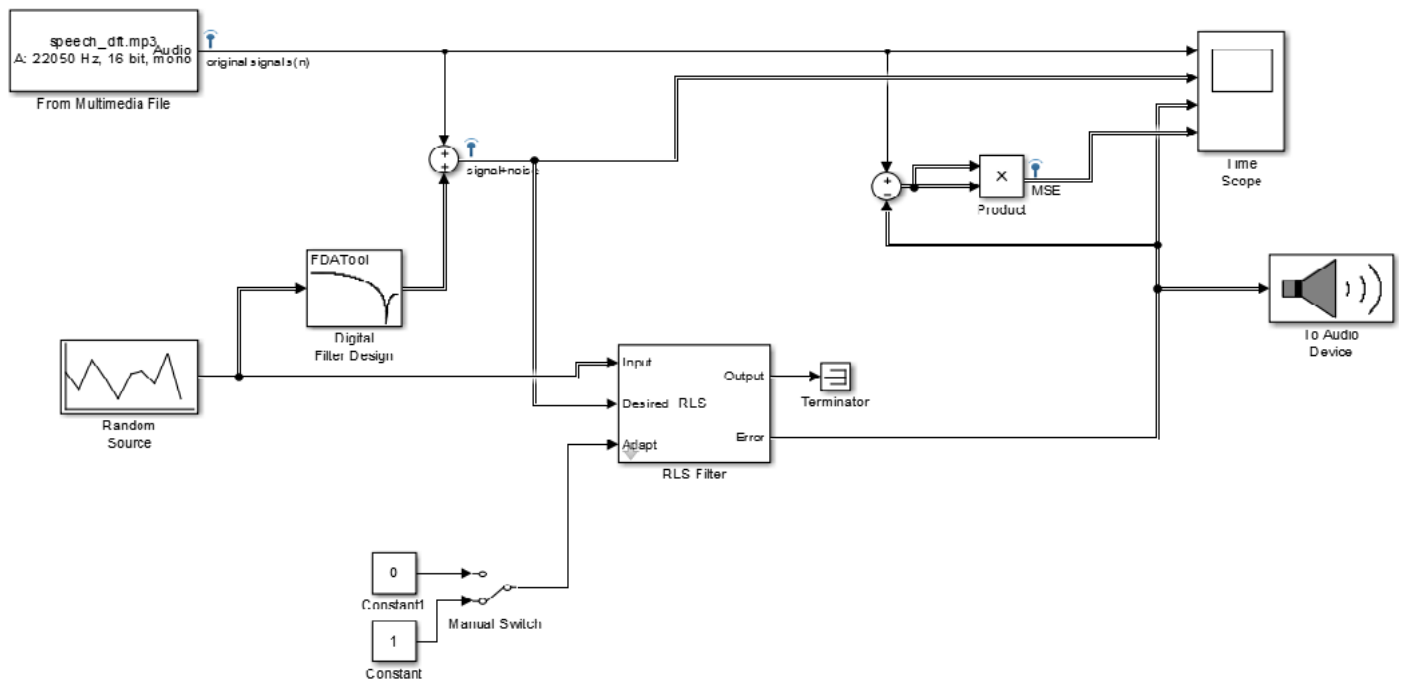 speech_dft.mp3
Audio
A: 22050 Hz, 16 bit, mono
From Multimedia File
original signals(n)
signal+noise
Time
Scope
×
MSE
Product
FDATool
Digital
Filter Design
To Audio
Device
Random
Source
Input
Output
Desired RLS
Adapt
Error
RLS Filter
Terminator
0
Constant1
Manual Switch
1
Constant